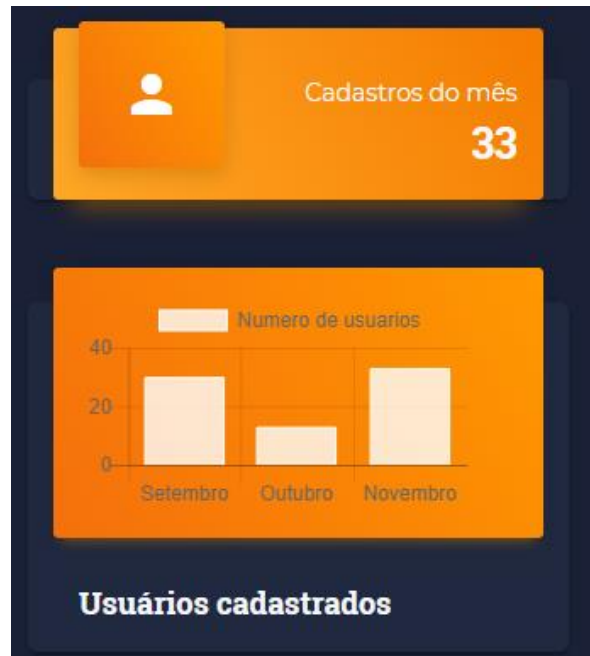 Cadastros do mês
33
Numero de usuarios
40
20
0
Setembro Outubro Novembro
Usuários cadastrados